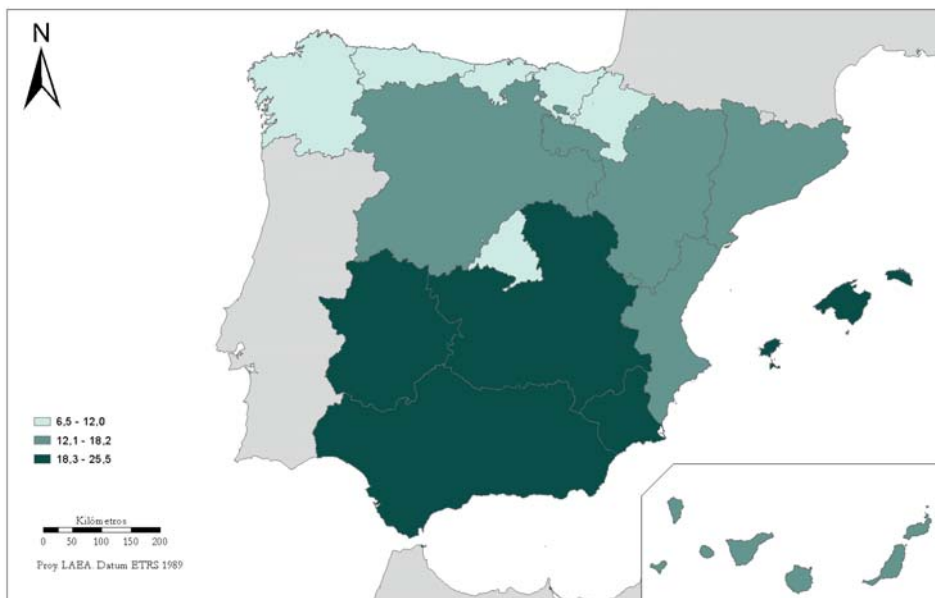 N
6,5 - 12,0
12,1 - 18,2
18,3 - 25,5
Kilómetros
0 50 100 150 200
Proy. LAEA. Datum ETRS 1989